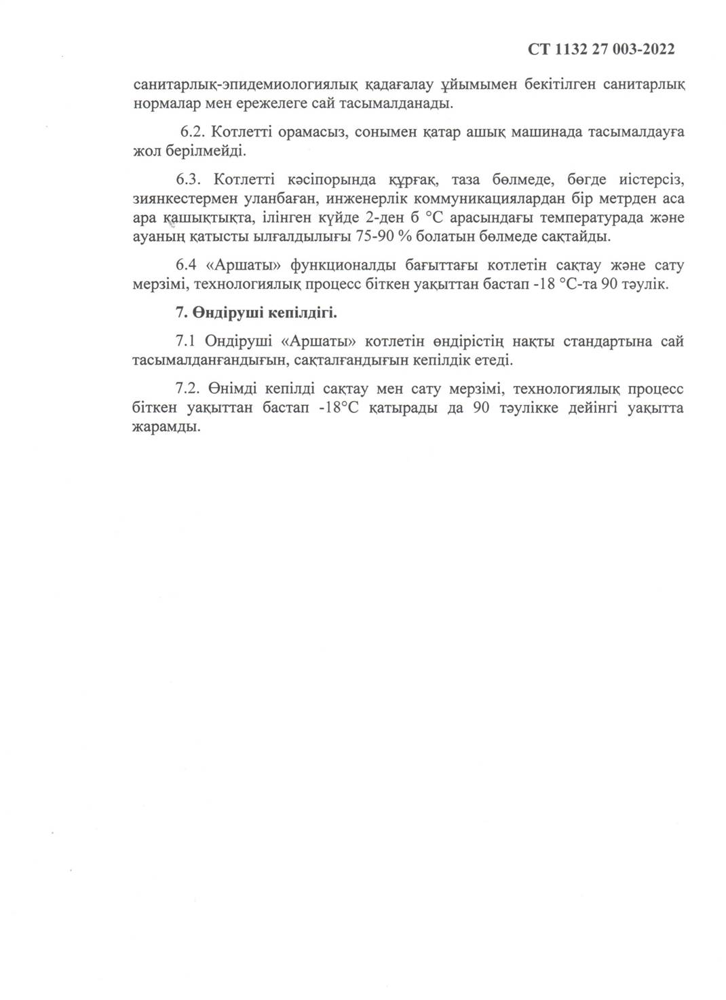 СТ 1132 27 003-2022
санитарлық-эпидемиологиялық қадағалау ұйымымен бекітілген санитарлық
нормалар мен ережелеге сай тасымалданады.
6.2. Котлетті орамасыз, сонымен қатар ашық машинада тасымалдауға
жол берілмейді.
6.3. Котлетті кәсіпорында құрғақ, таза бөлмеде, бөгде иістерсіз,
зиянкестермен уланбаған, инженерлік коммуникациялардан бір метрден аса
ара қашықтықта, ілінген күйде 2-ден б °С арасындағы температурада және
ауаның қатысты ылғалдылығы 75-90 % болатын бөлмеде сақтайды.
6.4 «Аршаты» функционалды бағыттағы котлетін сақтау және сату
мерзімі, технологиялық процесс біткен уақыттан бастап -18 °С-та 90 тәулік.
7. Өндіруші кепілдігі.
7.1 Ондіруші «Аршаты» котлетін өндірістің нақты стандартына сай
тасымалданғандығын, сақталғандығын кепілдік етеді.
7.2. Өнімді кепілді сақтау мен сату мерзімі, технологиялық процесс
біткен уақыттан бастап -18°С қатырады да 90 тәулікке дейінгі уақытта
жарамды.